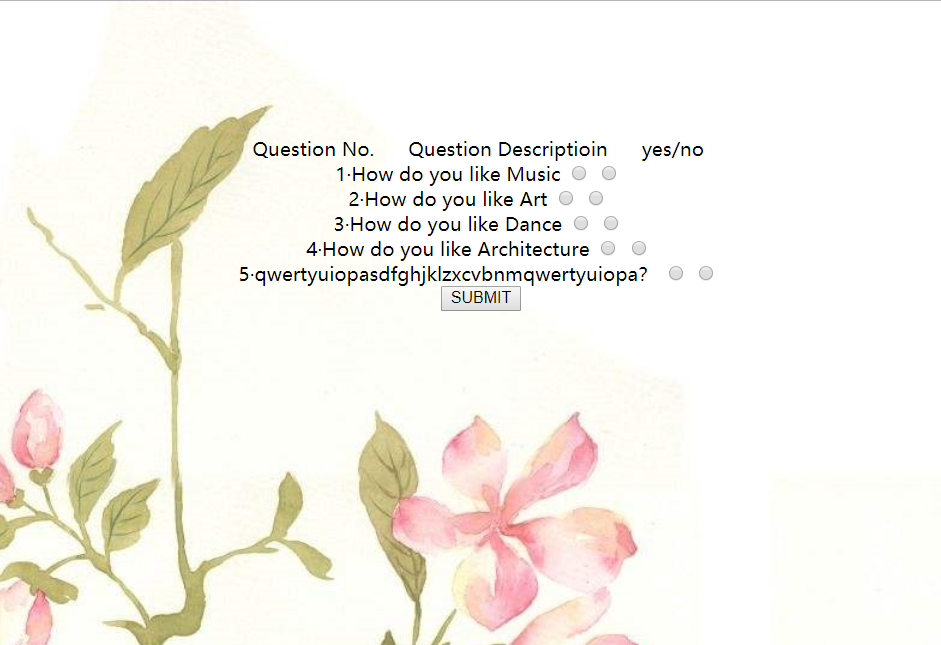 Question No. Question Descriptioin yes/no
1·How do you like Music
2·How do you like Art
3·How do you like Dance
4·How do you like Architecture
5·qwertyuiopasdfghjklzxcvbnmqwertyuiopa?
SUBMIT